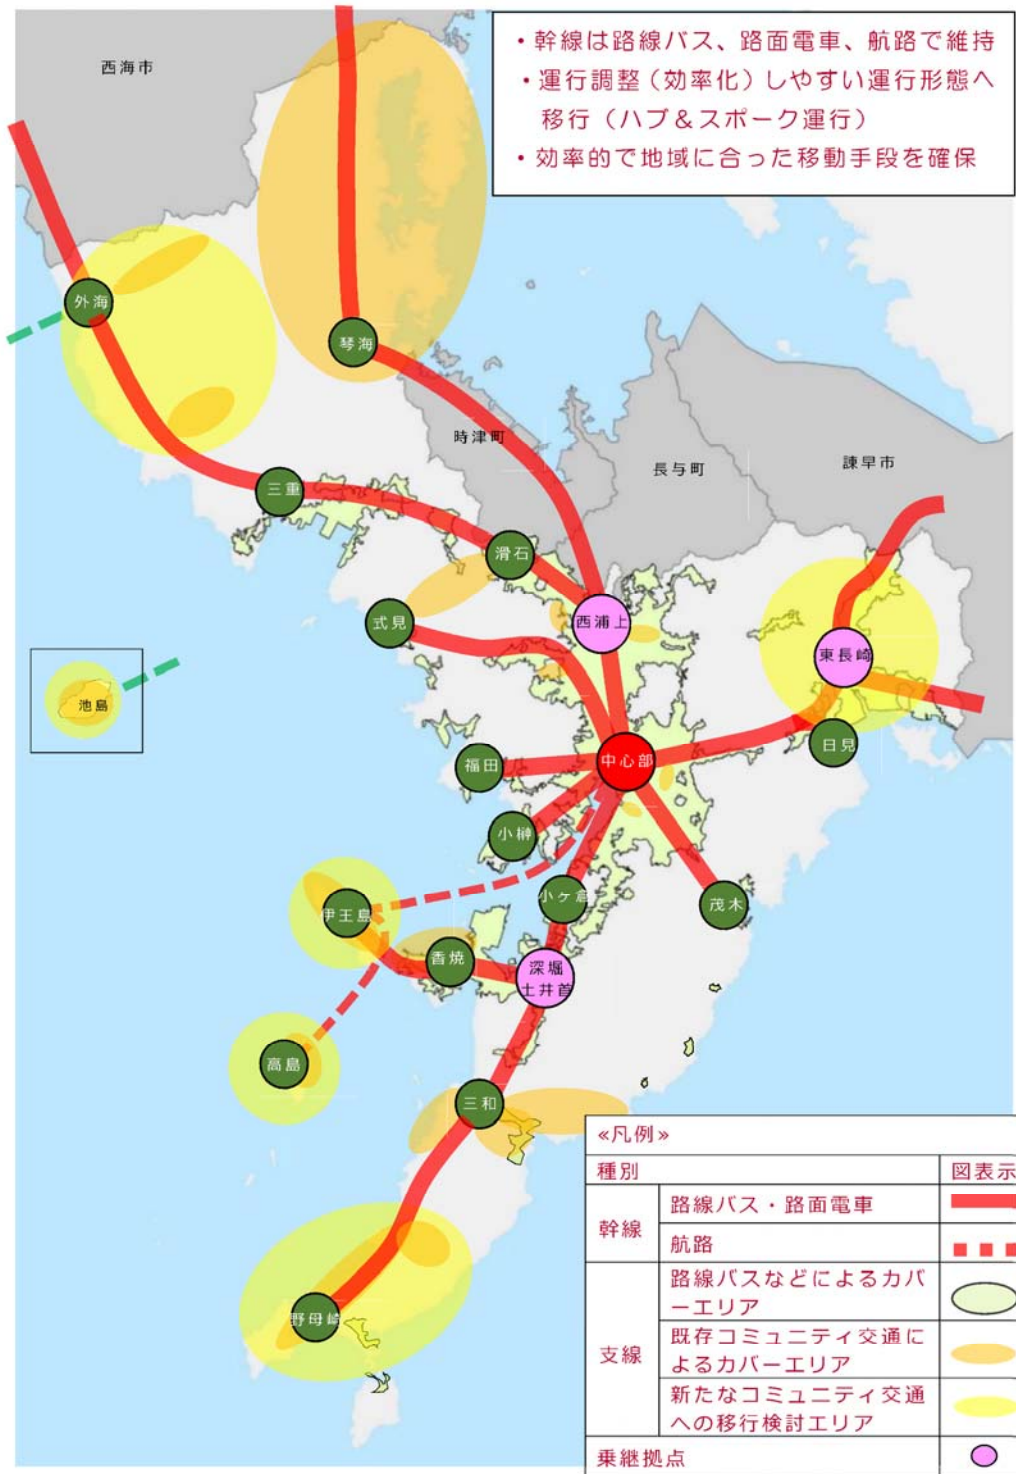 ・幹線は路線バス、路面電車、航路で維持
・運行調整（効率化）しやすい運行形態へ
移行（ハブ＆スポーク運行）
・効率的で地域に合った移動手段を確保
西海市
外海
琴海
時津町
長与町
諫早市
三重
滑石
式見
西浦上
東長崎
池島
日見
福田
中心部
小榊
小ヶ倉
茂木
伊王島
香焼
深堀
土井首
高島
三和
野母崎
≪凡例≫
種別
図表示
幹線
路線バス・路面電車
航路
支線
路線バスなどによるカバ
ーエリア
既存コミュニティ交通に
よるカバーエリア
新たなコミュニティ交通
への移行検討エリア
乗継拠点